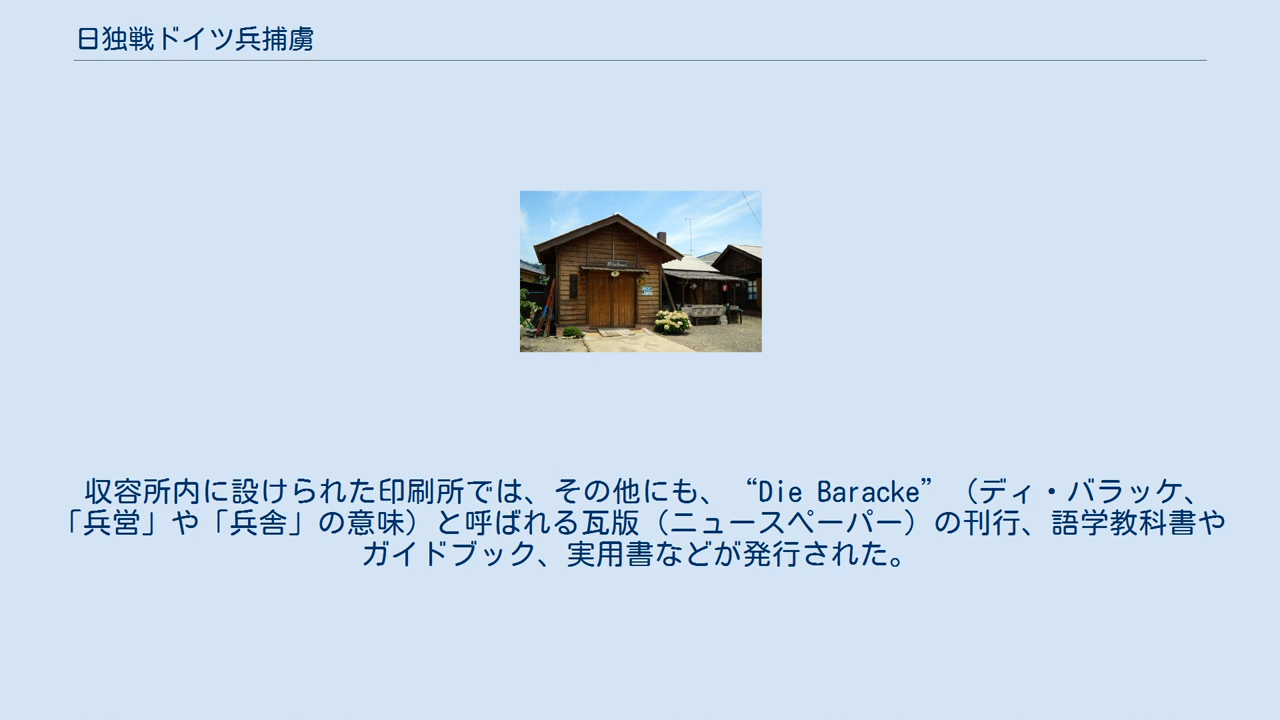 日独戦ドイツ兵捕虜
収容所内に設けられた印刷所では、その他にも、“Die Baracke”（ディ・バラッケ、
「兵営」や「兵舎」の意味）と呼ばれる瓦版（ニュースペーパー）の刊行、語学教科書や
ガイドブック、実用書などが発行された。